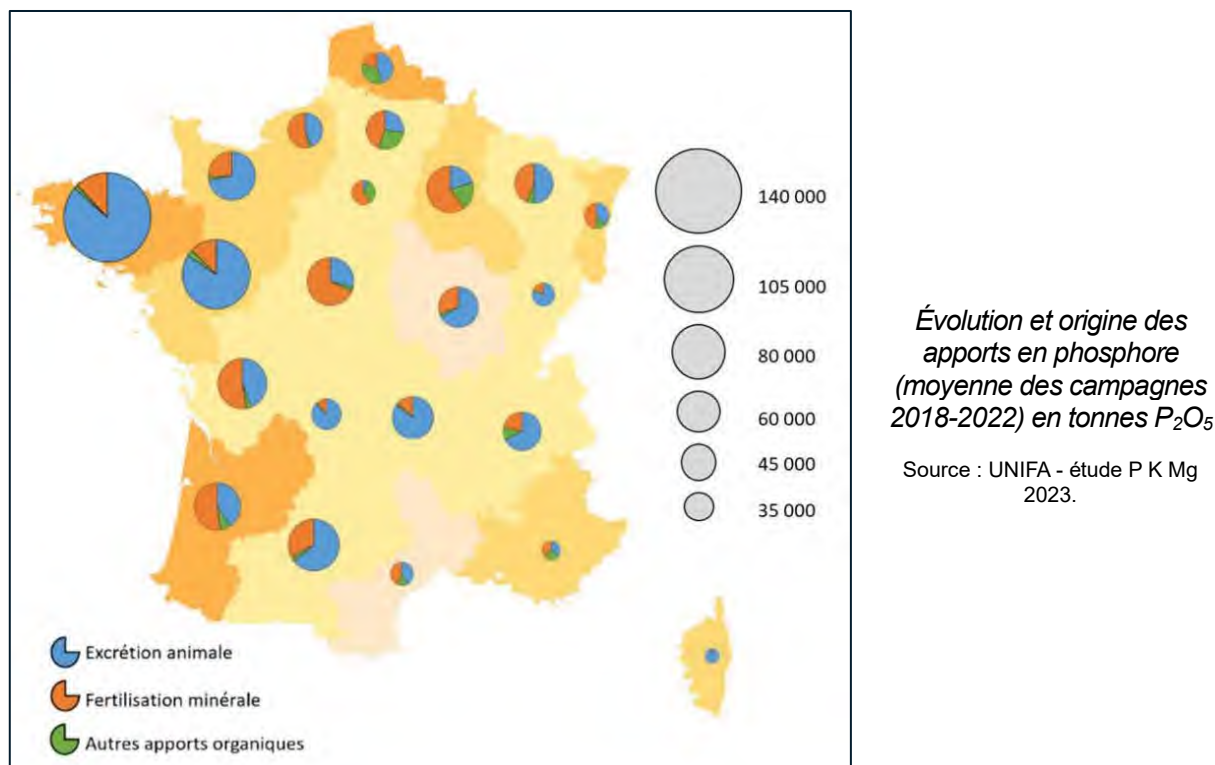 140 000
105 000
80 000
60 000
45 000
35 000
Excrétion animale
Fertilisation minérale
Autres apports organiques
Évolution et origine des
apports en phosphore
(moyenne des campagnes
2018-2022) en tonnes P₂O₅
Source : UNIFA - étude P K Mg
2023.